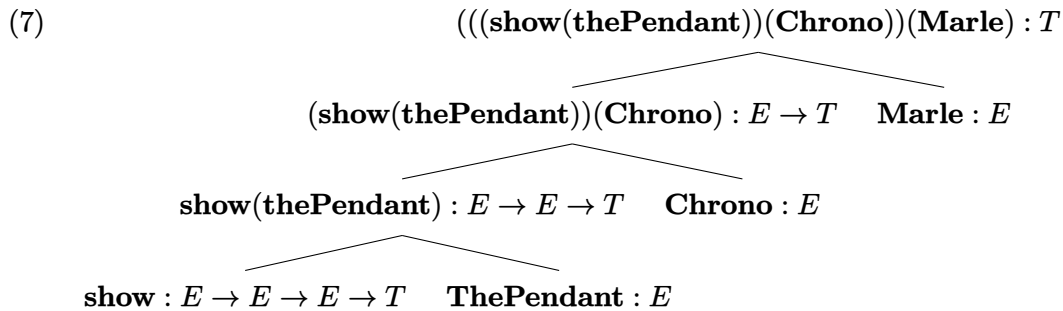 (7) (((show(thePendant))(Chrono))(Marle) : T
(show(thePendant))(Chrono) : E → T Marle : E
show(thePendant) : E → E → T Chrono : E
show : E → E → E → T ThePendant : E